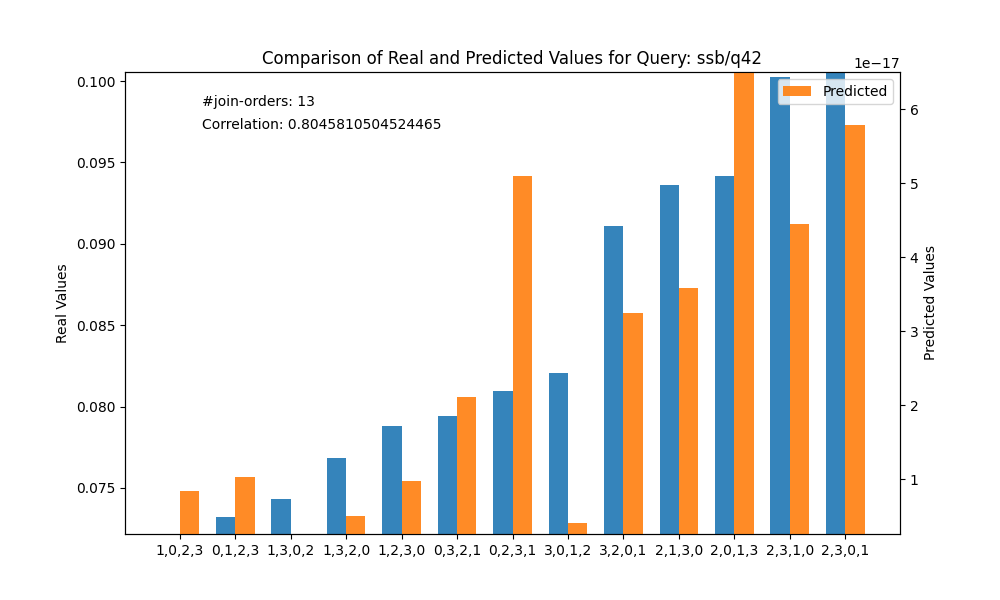 Comparison of Real and Predicted Values for Query: ssb/q42
1e−17
#join-orders: 13
Correlation: 0.8045810504524465
Predicted
0.100
0.095
0.090
0.085
0.080
0.075
Real Values
6
5
4
3
2
1
Predicted Values
1,0,2,3 0,1,2,3 1,3,0,2 1,3,2,0 1,2,3,0 0,3,2,1 0,2,3,1 3,0,1,2 3,2,0,1 2,1,3,0 2,0,1,3 2,3,1,0 2,3,0,1